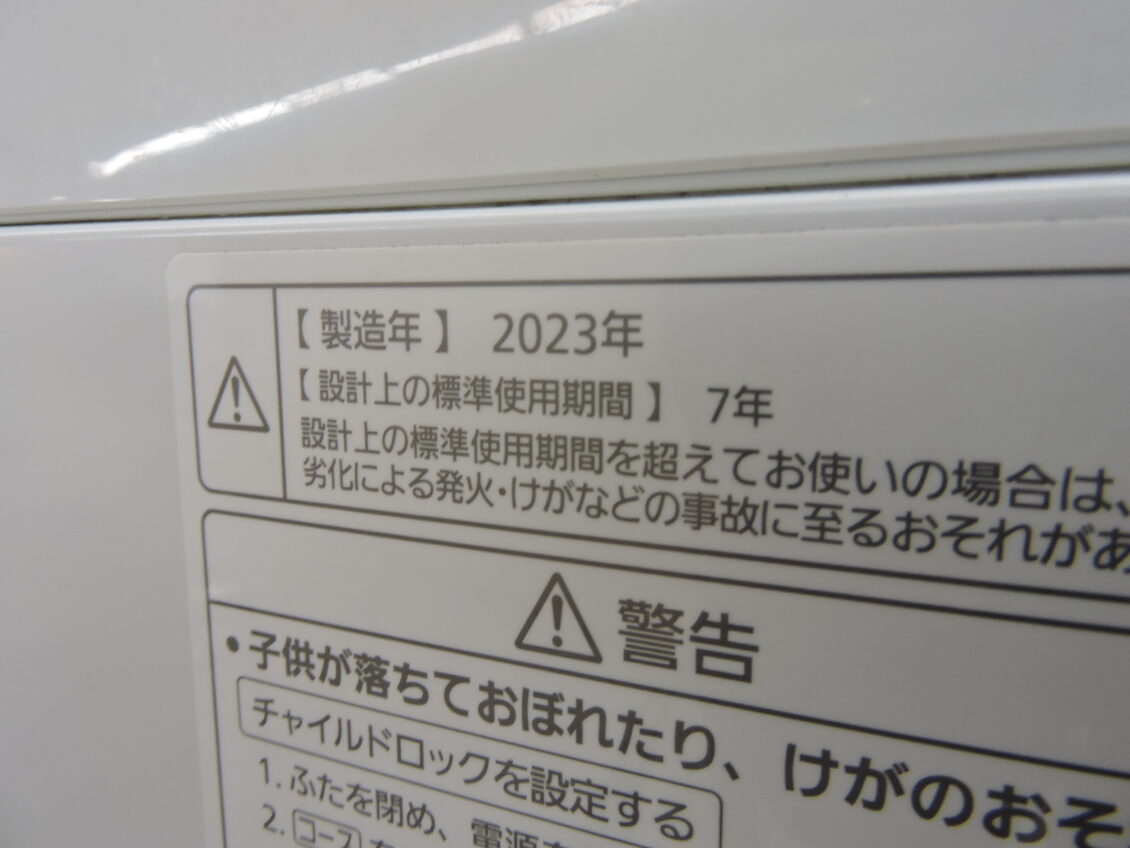 【製造年】 2023年
【設計上の標準使用期間】 7年
設計上の標準使用期間を超えてお使いの場合は、
劣化による発火・けがなどの事故に至るおそれがあ
警告
•子供が落ちておぼれたり、けがのおそ
チャイルドロックを設定する
1. ふたを閉め、電源を
2. コース を